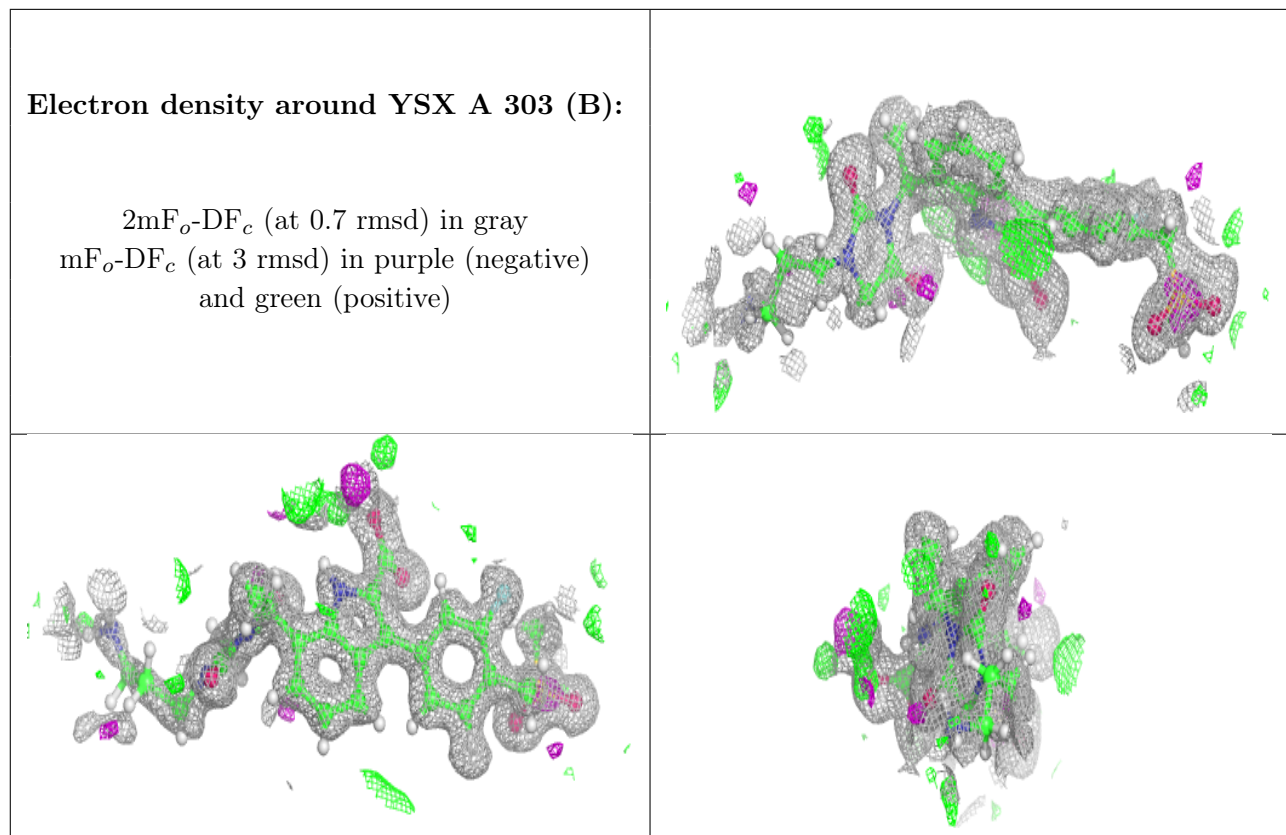 Electron density around YSX A 303 (B):
2mFo-DFc (at 0.7 rmsd) in gray
mFo-DFc (at 3 rmsd) in purple (negative)
and green (positive)